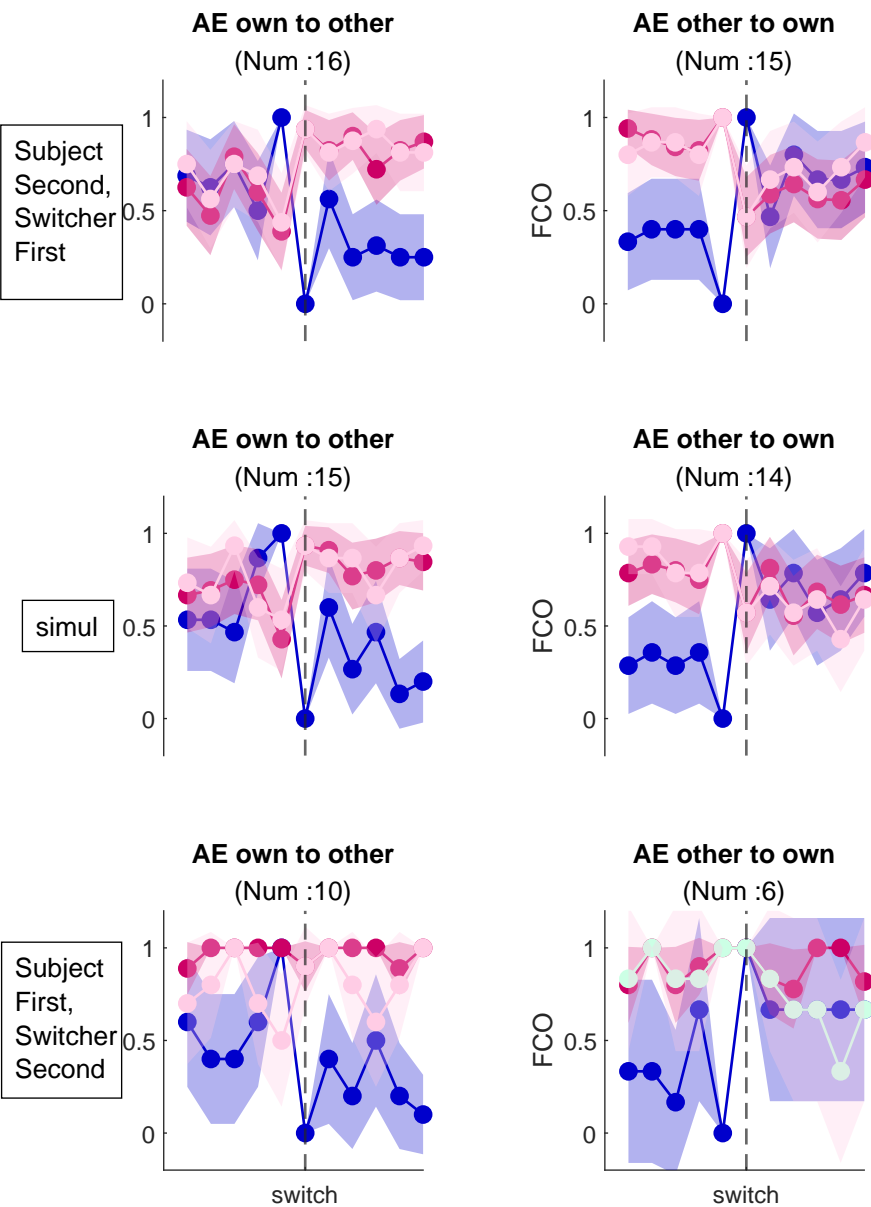 AE own to other
(Num :16)
AE other to own
(Num :15)
Subject
Second,
Switcher
First
1
0.5
0
FCO
1
0.5
0
AE own to other
(Num :15)
AE other to own
(Num :14)
simul
1
0.5
0
FCO
1
0.5
0
AE own to other
(Num :10)
AE other to own
(Num :6)
Subject
First,
Switcher
Second
1
0.5
0
switch
FCO
1
0.5
0
switch